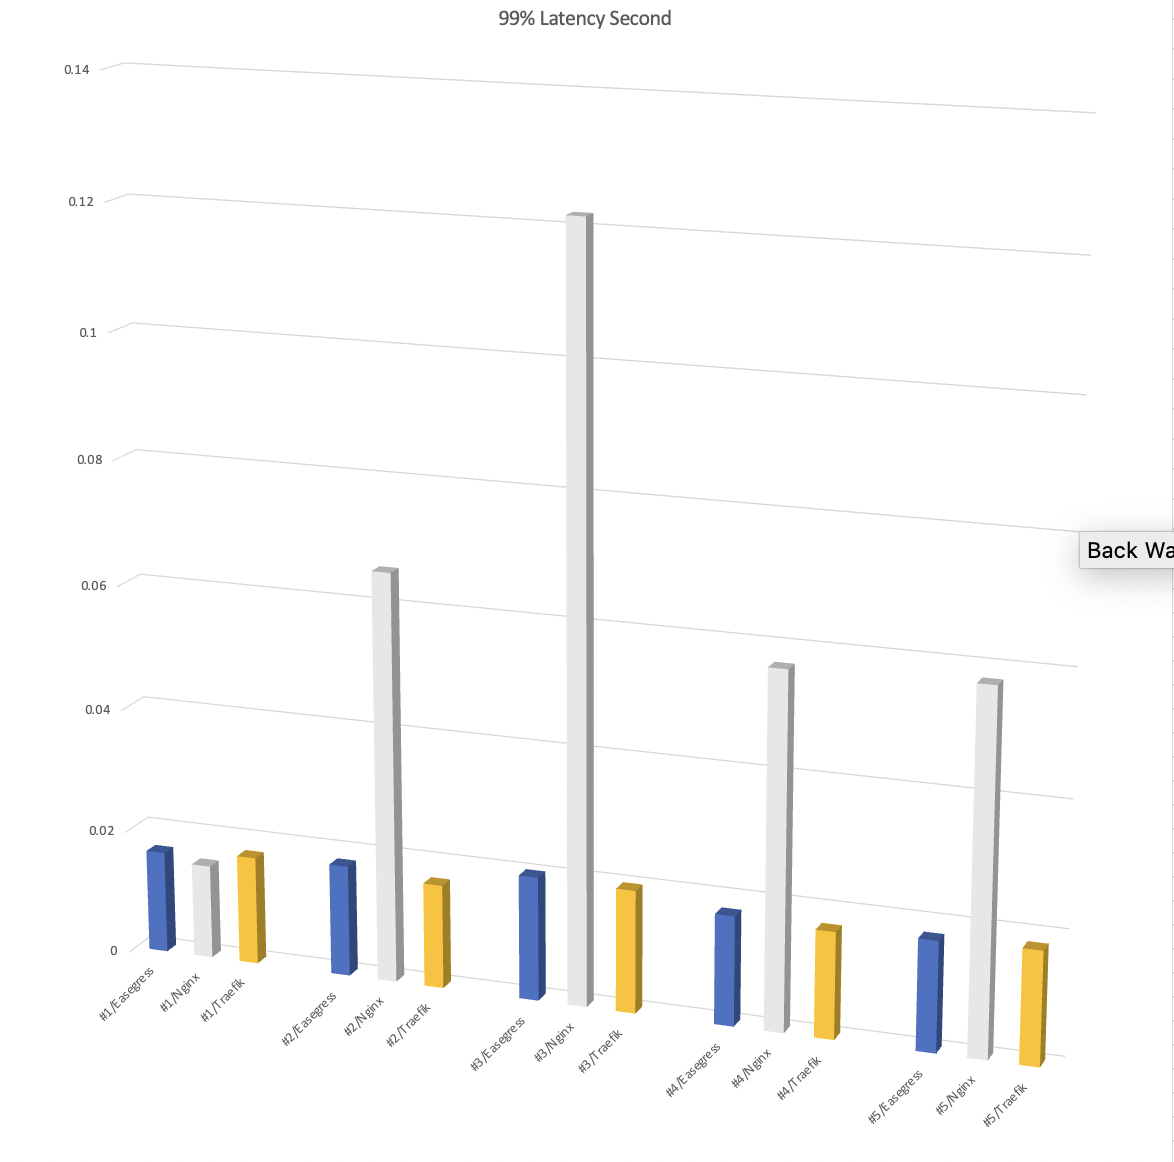 99% Latency Second
0.14
0.12
0.1
0.08
0.06
0.04
0.02
0
Back Wa
#1/Easegress
#1/Nginx
#1/Traefik
#2/Easegress
#2/Nginx
#2/Traefik
#3/Easegress
#3/Nginx
#3/Traefik
#4/Easegress
#4/Nginx
#4/Traefik
#5/Easegress
#5/Nginx
#5/Traefik